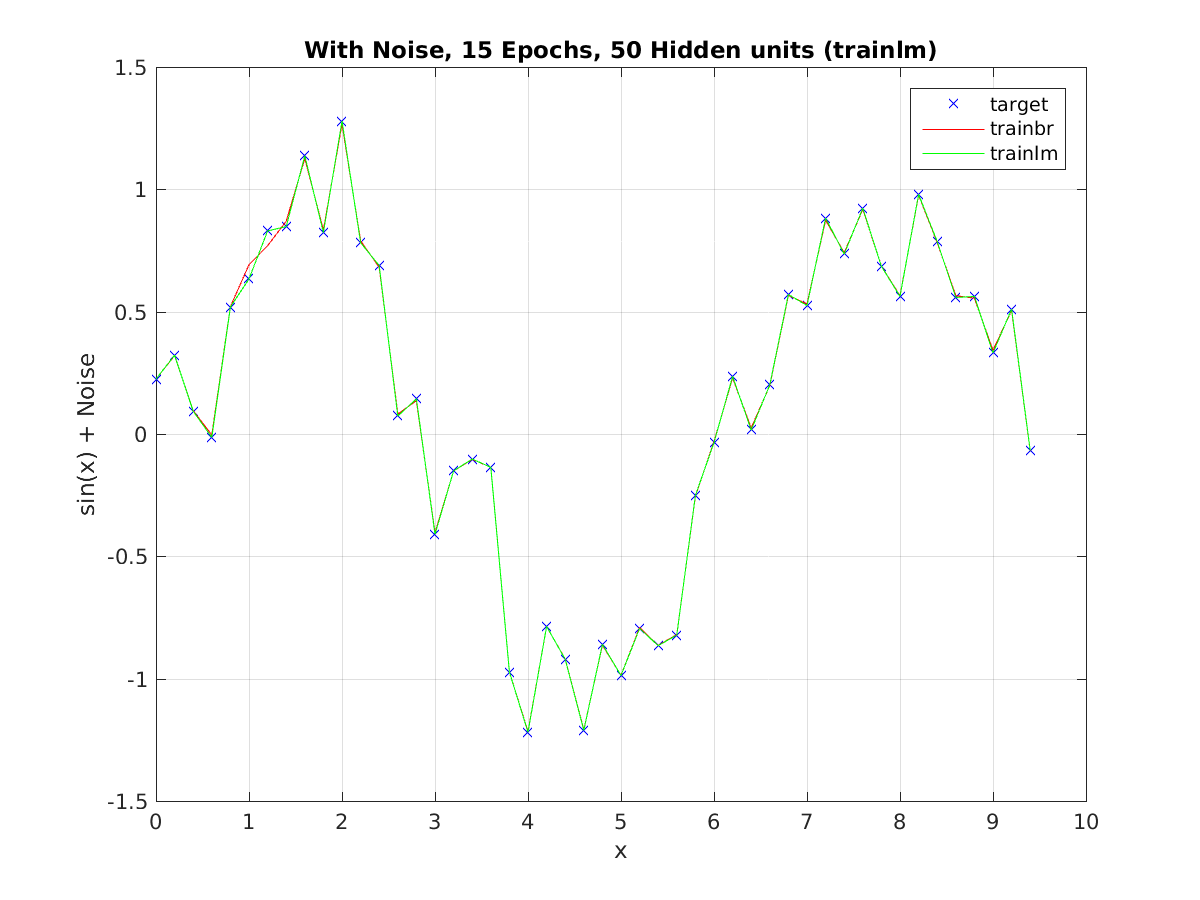 With Noise, 15 Epochs, 50 Hidden units (trainlm)
target
trainbr
trainlm
sin(x) + Noise
1.5
1
0.5
0
-0.5
-1
-1.5
0 1 2 3 4 5 6 7 8 9 10
x